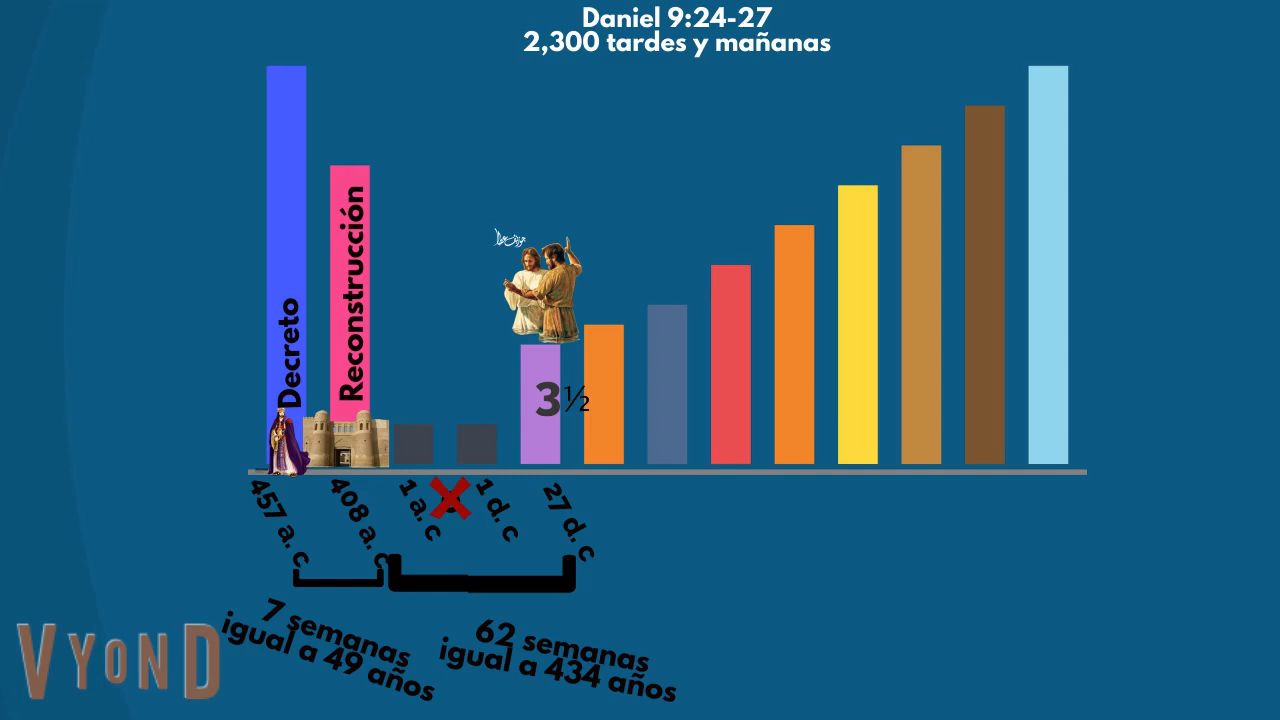 Daniel 9:24-27
2,300 tardes y mañanas
Decreto
Reconstrucción
3½
457 a. c
408 a. c
1 a. c
1 d. c
27 d. c
7 semanas
igual a 49 años
62 semanas
igual a 434 años
VYOND